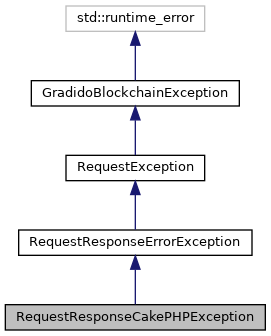 std::runtime_error
GradidoBlockchainException
RequestException
RequestResponseErrorException
RequestResponseCakePHPException